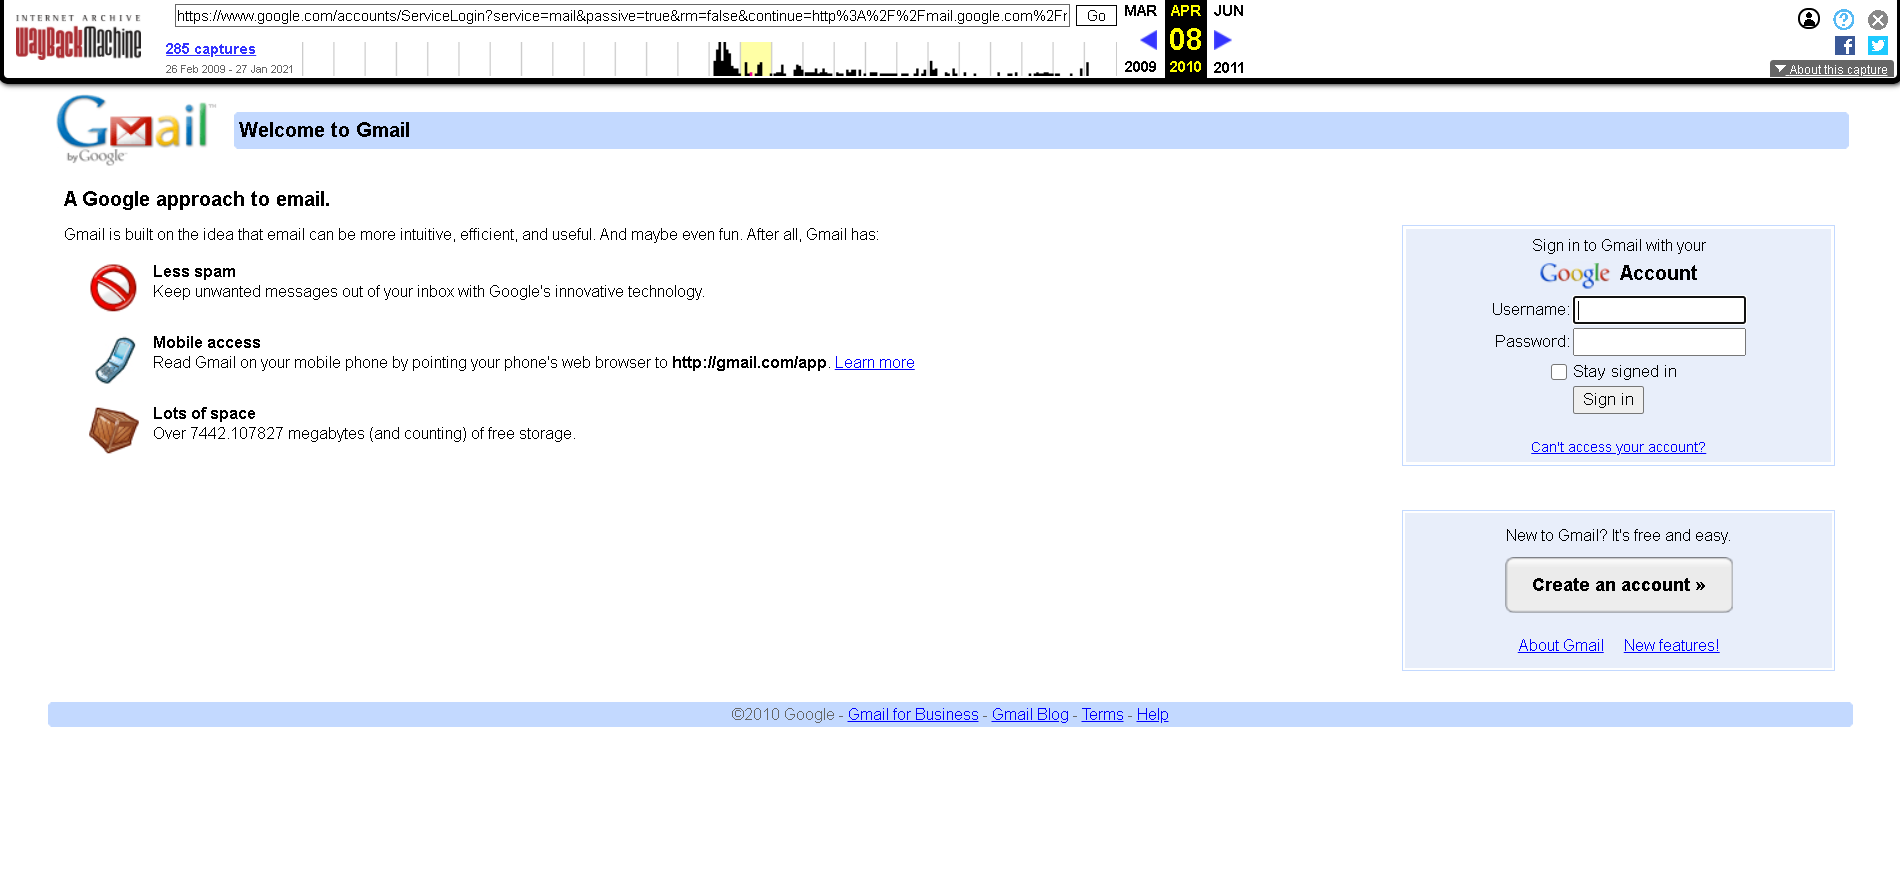 INTERNET ARCHIVE
WayBackMachine
https://www.google.com/accounts/ServiceLogin?service=mail&passive=true&rm=false&continue=http%3A%2F%2Fmail.google.com%2Fr
Go
285 captures
26 Feb 2009 - 27 Jan 2021
MAR APR JUN
08
2009 2010 2011
About this capture
Gmail™
by Google
Welcome to Gmail
A Google approach to email.
Gmail is built on the idea that email can be more intuitive, efficient, and useful. And maybe even fun. After all, Gmail has:
Less spam
Keep unwanted messages out of your inbox with Google's innovative technology.
Mobile access
Read Gmail on your mobile phone by pointing your phone's web browser to http://gmail.com/app. Learn more
Lots of space
Over 7442.107827 megabytes (and counting) of free storage.
Sign in to Gmail with your
Google Account
Username:
Password:
Stay signed in
Sign in
Can't access your account?
New to Gmail? It's free and easy.
Create an account »
About Gmail New features!
©2010 Google - Gmail for Business - Gmail Blog - Terms - Help